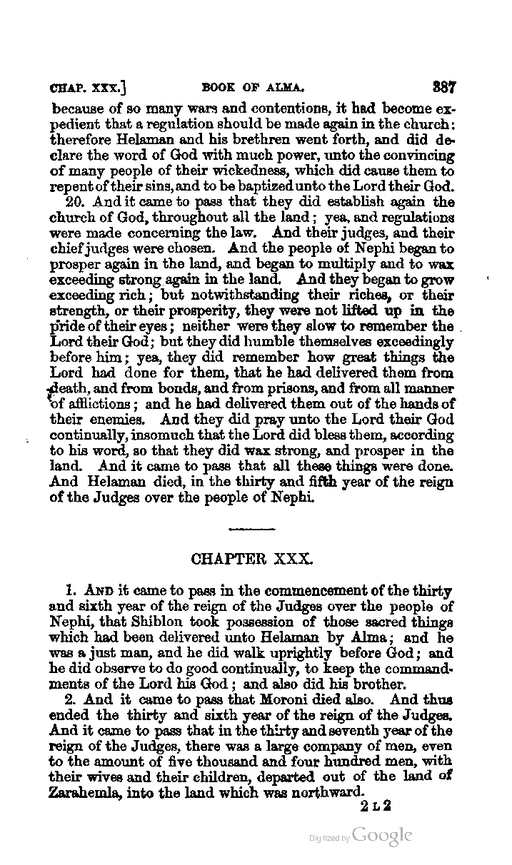 CHAP. XXX.] BOOK OF ALMA. 387
because of so many wars and contentions, it had become ex-
pedient that a regulation should be made again in the church:
therefore Helaman and his brethren went forth, and did de-
clare the word of God with much power, unto the convincing
of many people of their wickedness, which did cause them to
repent of their sins, and to be baptized unto the Lord their God.
20. And it came to pass that they did establish again the
church of God, throughout all the land; yea, and regulations
were made concerning the law. And their judges, and their
chief judges were chosen. And the people of Nephi began to
prosper again in the land, and began to multiply and to wax
exceeding strong again in the land. And they began to grow
exceeding rich; but notwithstanding their riches, or their
strength, or their prosperity, they were not lifted up in the
pride of their eyes; neither were they slow to remember the
Lord their God; but they did humble themselves exceedingly
before him; yea, they did remember how great things the
Lord had done for them, that he had delivered them from
death, and from bonds, and from prisons, and from all manner
of afflictions; and he had delivered them out of the hands of
their enemies. And they did pray unto the Lord their God
continually, insomuch that the Lord did bless them, according
to his word, so that they did wax strong, and prosper in the
land. And it came to pass that all these things were done.
And Helaman died, in the thirty and fifth year of the reign
of the Judges over the people of Nephi.
CHAPTER XXX.
1. AND it came to pass in the commencement of the thirty
and sixth year of the reign of the Judges over the people of
Nephi, that Shiblon took possession of those sacred things
which had been delivered unto Helaman by Alma; and he
was a just man, and he did walk uprightly before God; and
he did observe to do good continually, to keep the command-
ments of the Lord his God; and also did his brother.
2. And it came to pass that Moroni died also. And thus
ended the thirty and sixth year of the reign of the Judges.
And it came to pass that in the thirty and seventh year of the
reign of the Judges, there was a large company of men, even
to the amount of five thousand and four hundred men, with
their wives and their children, departed out of the land of
Zarahemla, into the land which was northward.
2 L 2
Digitized by Google